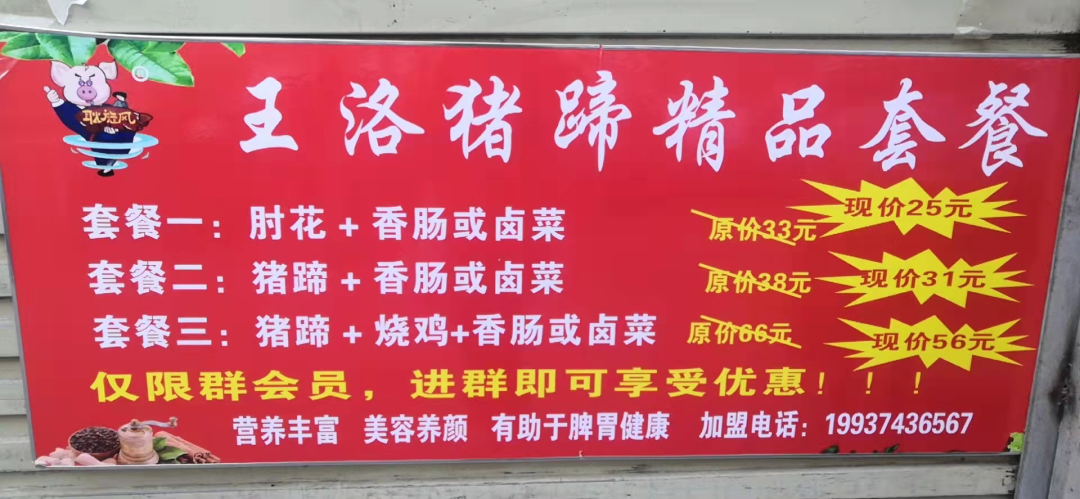 耿旋风
王洛猪蹄精品套餐
套餐一：肘花+香肠或卤菜 原价33元 现价25元
套餐二：猪蹄+香肠或卤菜 原价38元 现价31元
套餐三：猪蹄+烧鸡+香肠或卤菜 原价66元 现价56元
仅限群会员，进群即可享受优惠！！！
营养丰富 美容养颜 有助于脾胃健康 加盟电话：19937436567